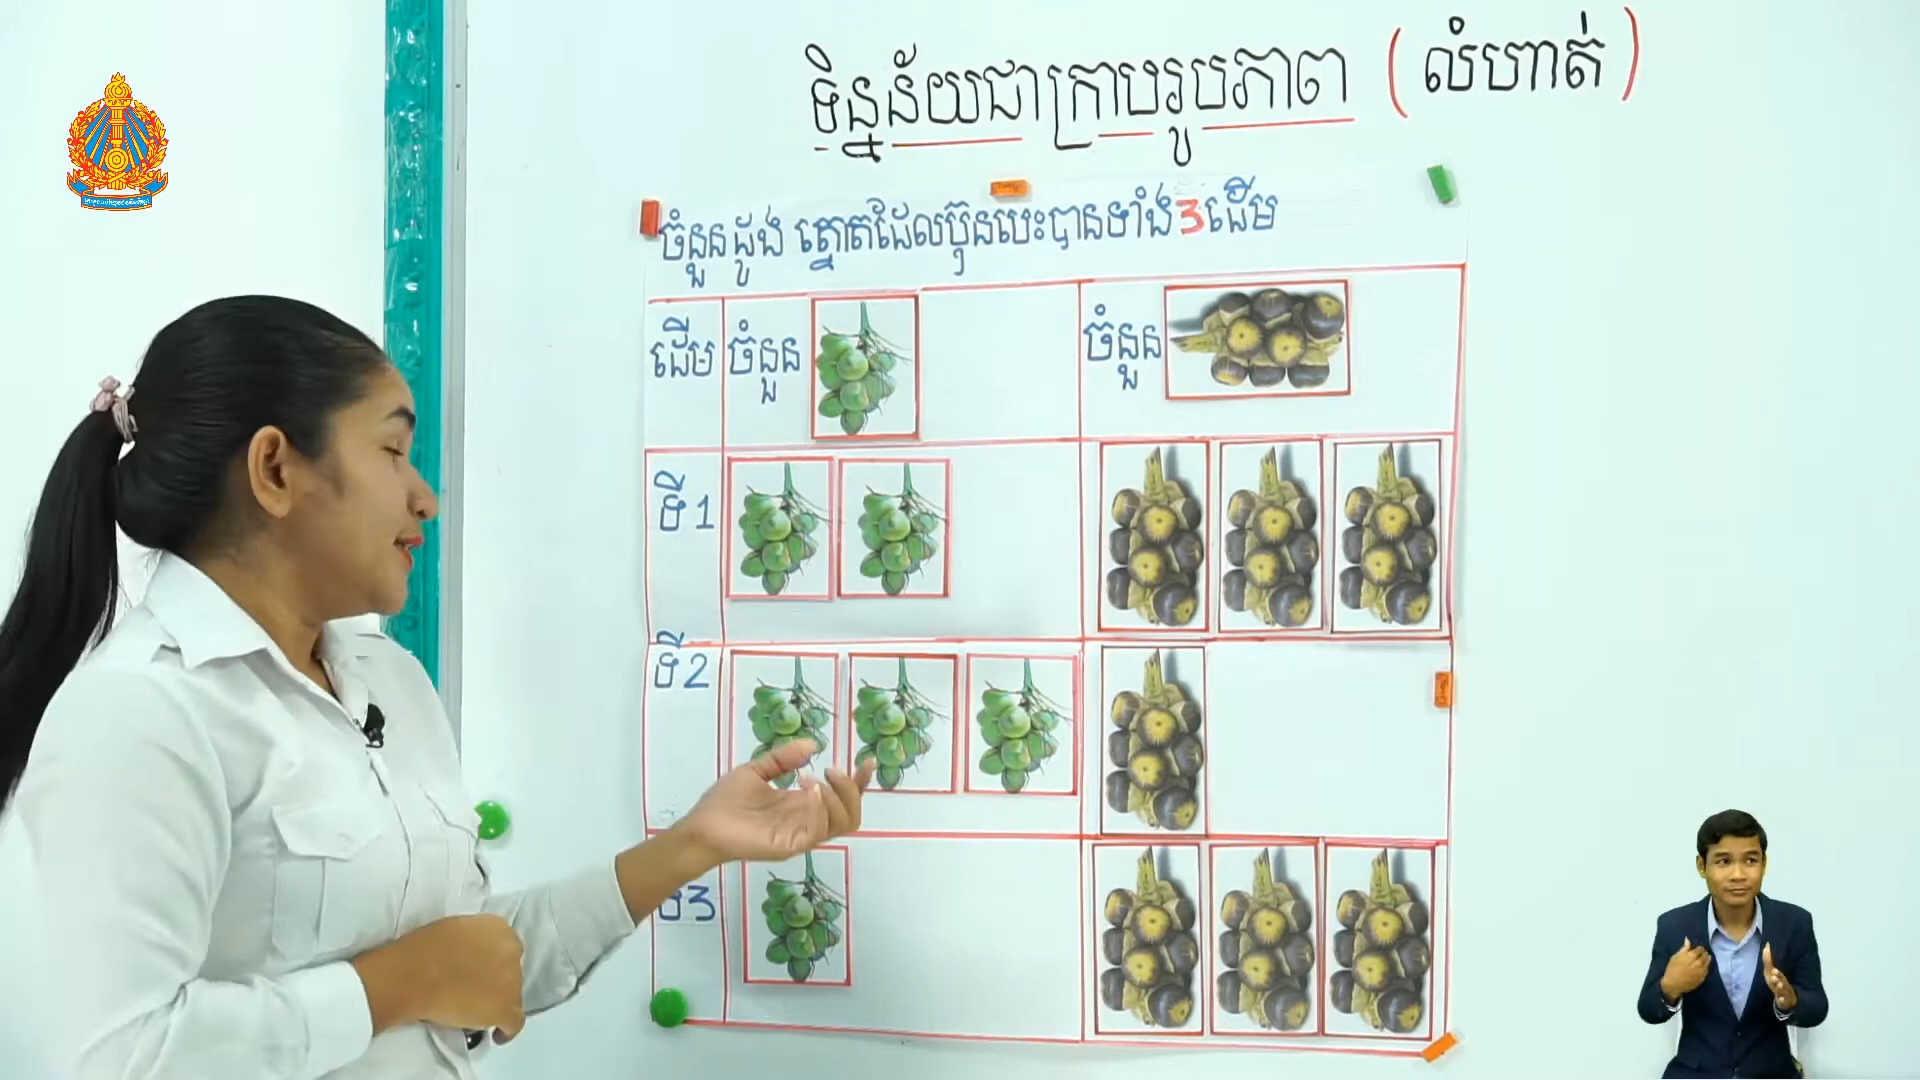 ទិន្នន័យជាក្រាបរូបភាព (លំហាត់)
ចំនួនដូង ត្នោតដែលប៊ុនបេះបានទាំង 3 ដើម
ដើម ចំនួន ចំនួន
ទី 1
ទី 2
ទី 3